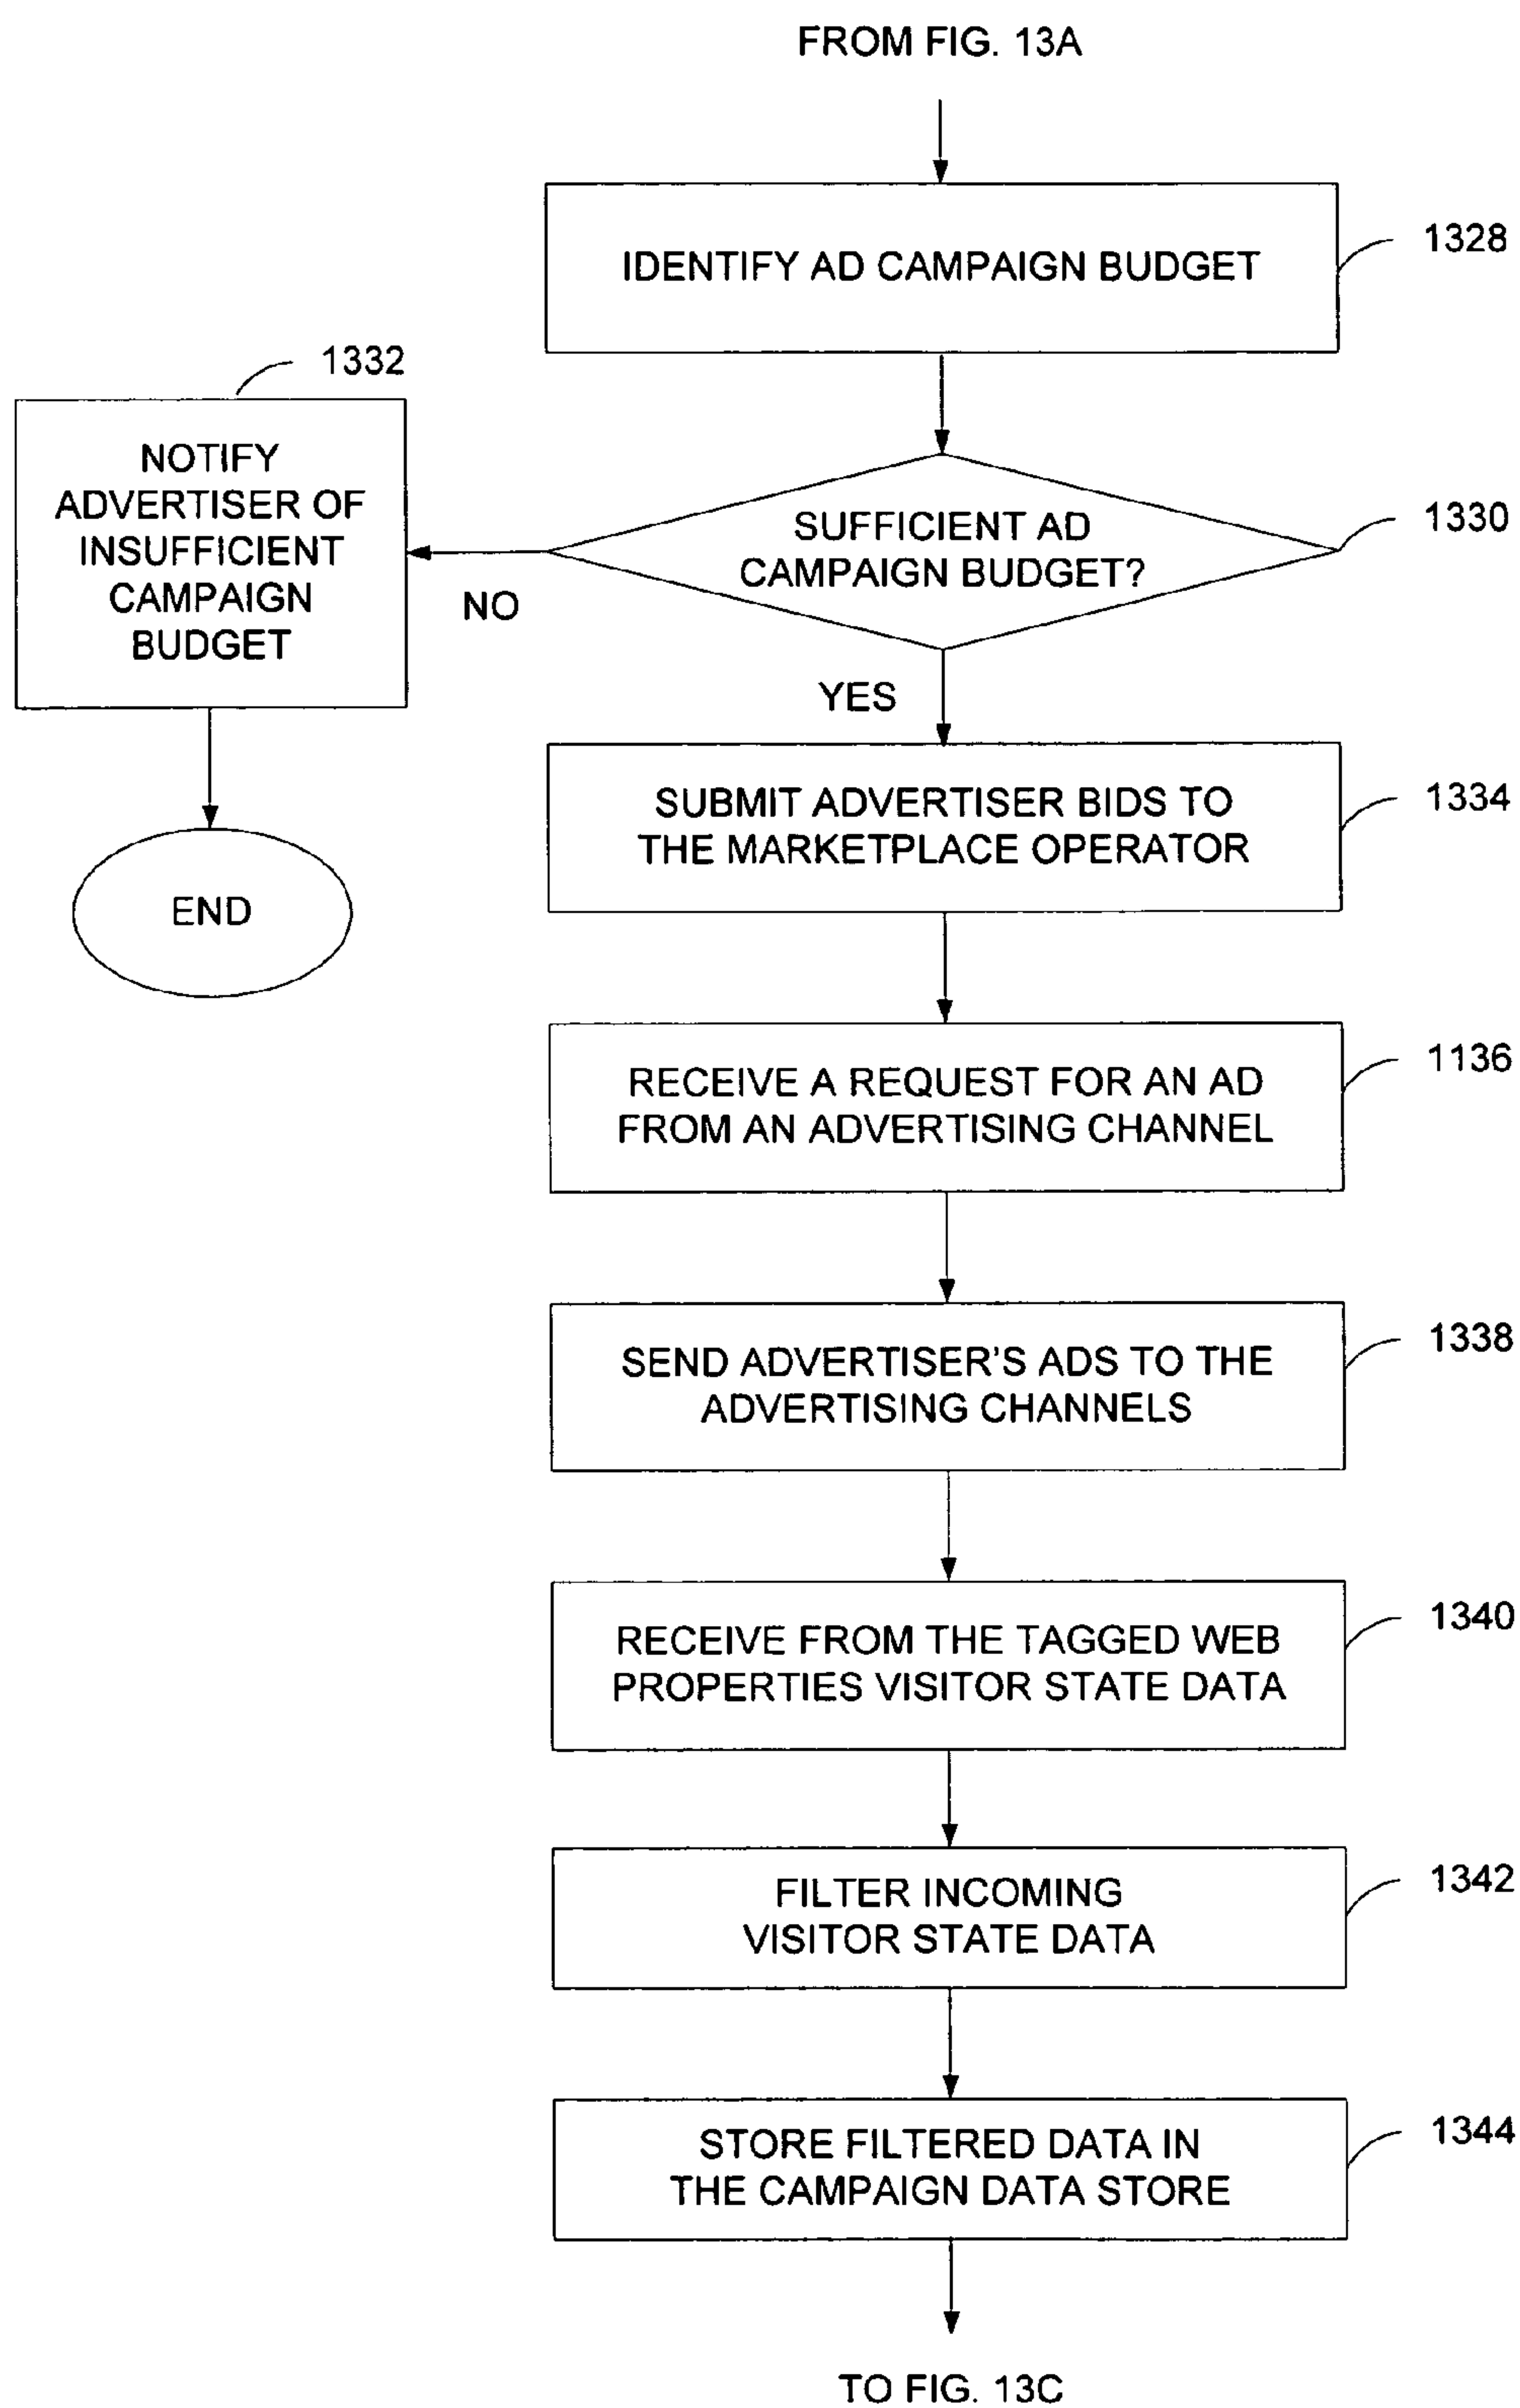 FROM FIG. 13A
IDENTIFY AD CAMPAIGN BUDGET
1328
1332
NOTIFY
ADVERTISER OF
INSUFFICIENT
CAMPAIGN
BUDGET
SUFFICIENT AD
CAMPAIGN BUDGET?
1330
NO
YES
END
SUBMIT ADVERTISER BIDS TO
THE MARKETPLACE OPERATOR
1334
RECEIVE A REQUEST FOR AN AD
FROM AN ADVERTISING CHANNEL
1136
SEND ADVERTISER'S ADS TO THE
ADVERTISING CHANNELS
1338
RECEIVE FROM THE TAGGED WEB
PROPERTIES VISITOR STATE DATA
1340
FILTER INCOMING
VISITOR STATE DATA
1342
STORE FILTERED DATA IN
THE CAMPAIGN DATA STORE
1344
TO FIG. 13C